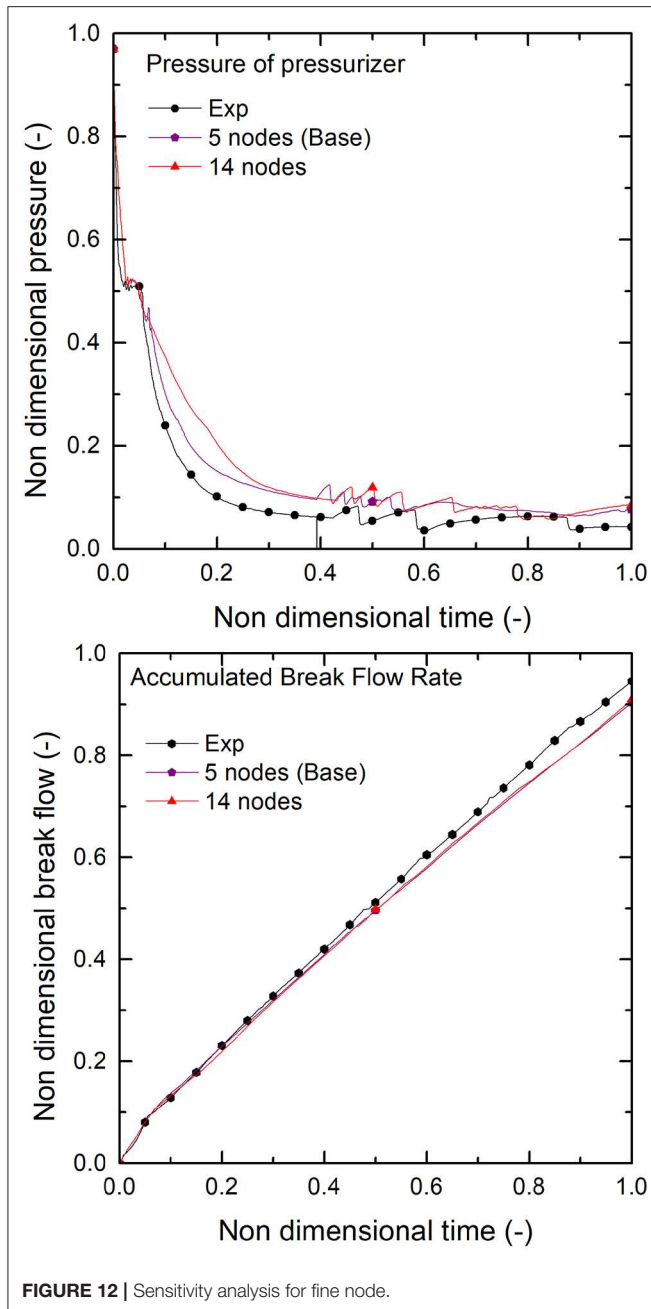 Pressure of pressurizer
Exp
5 nodes (Base)
14 nodes
Non dimensional pressure (-)
1.0
0.8
0.6
0.4
0.2
0.0
0.0 0.2 0.4 0.6 0.8 1.0
Non dimensional time (-)
Accumulated Break Flow Rate
Exp
5 nodes (Base)
14 nodes
Non dimensional break flow (-)
1.0
0.8
0.6
0.4
0.2
0.0
0.0 0.2 0.4 0.6 0.8 1.0
Non dimensional time (-)
FIGURE 12 | Sensitivity analysis for fine node.